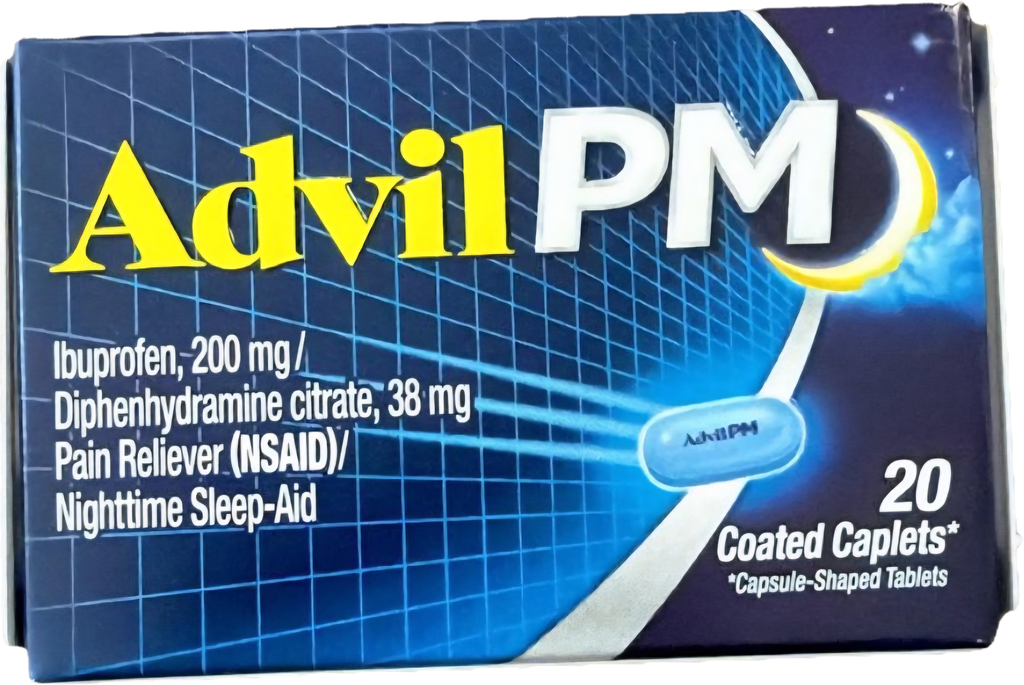 Advil PM
Ibuprofen, 200 mg/
Diphenhydramine citrate, 38 mg
Pain Reliever (NSAID)/
Nighttime Sleep-Aid
Advil PM
20
Coated Caplets*
*Capsule-Shaped Tablets